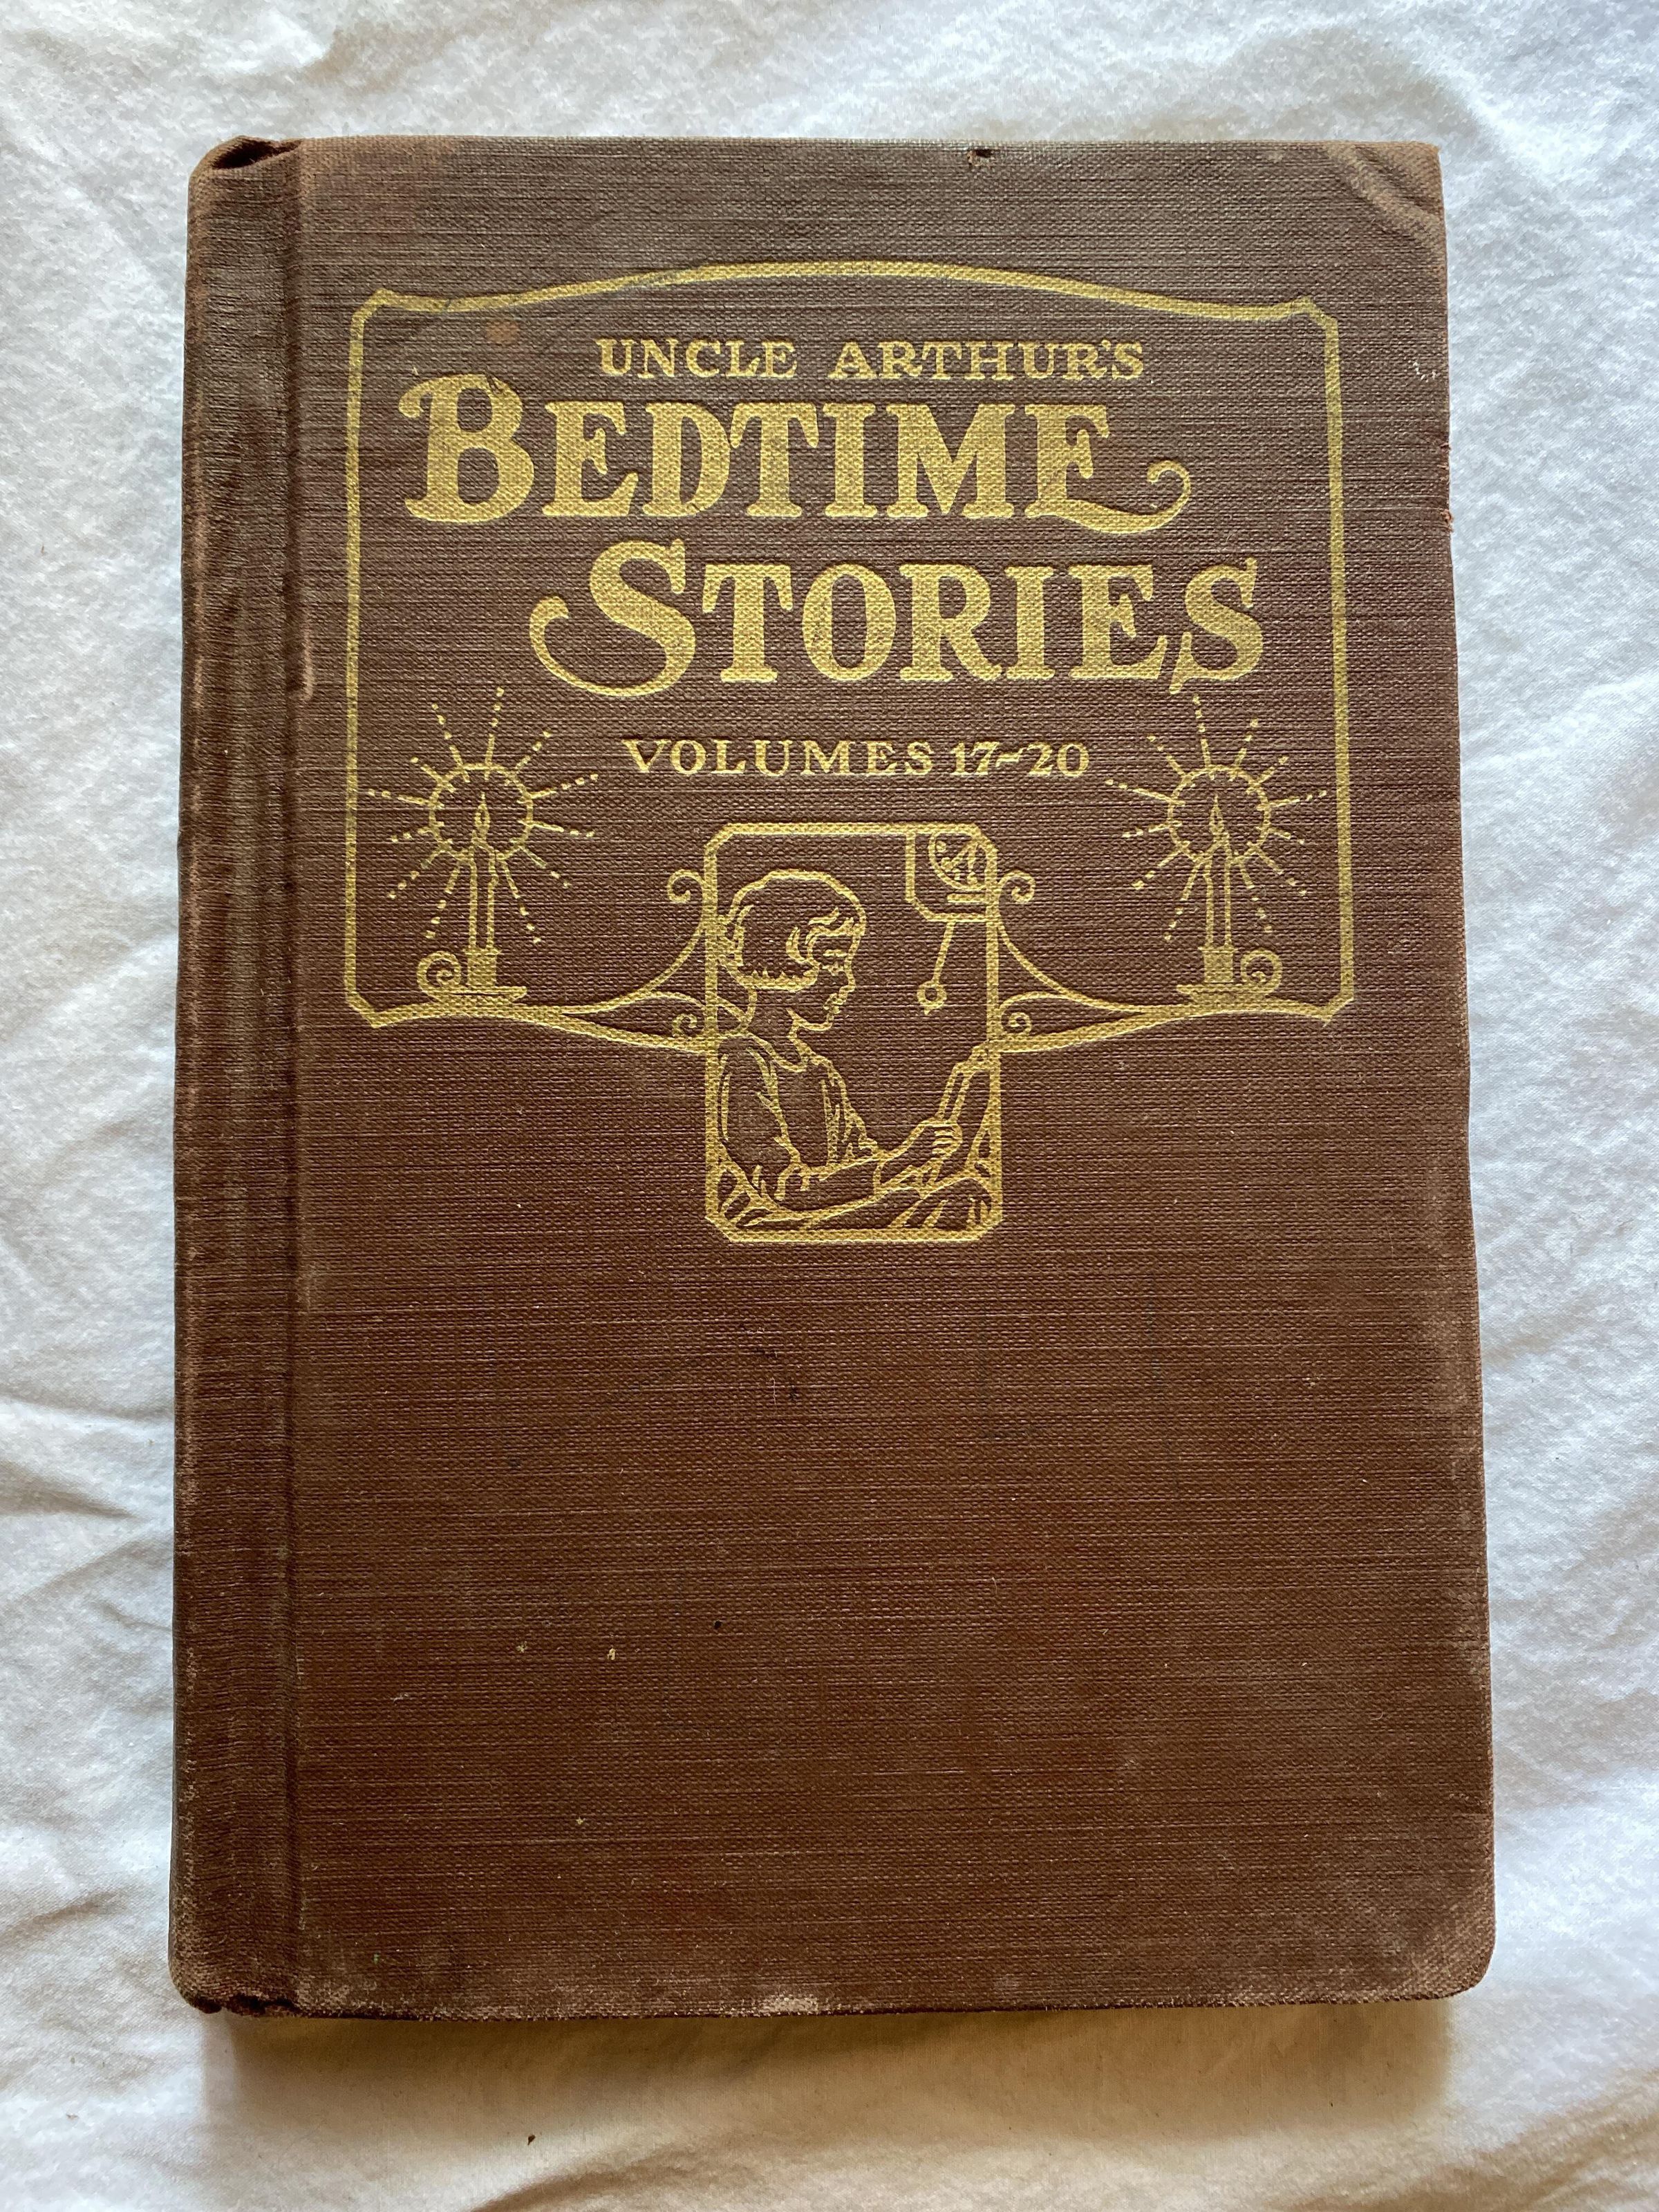 UNCLE ARTHUR'S
BEDTIME
STORIES
VOLUMES 17-20